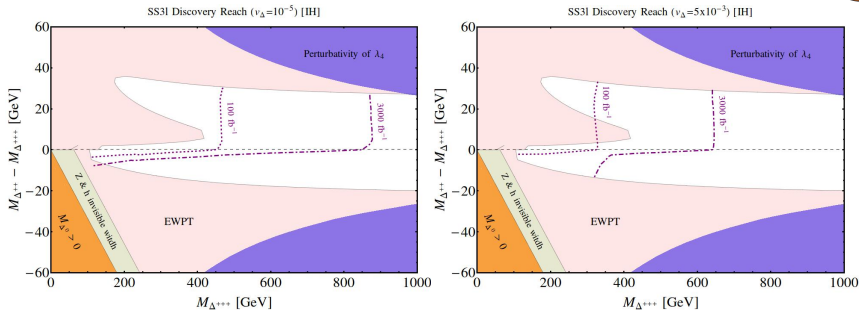 SS3l Discovery Reach (v_Δ=10⁻⁵) [IH]
60
40
20
0
−20
−40
−60
M_Δ⁺⁺ − M_Δ⁺⁺⁺ [GeV]
Perturbativity of λ₄
100 fb⁻¹
3000 fb⁻¹
Z & h invisible witdh
M_Δ⁰ > 0
EWPT
0 200 400 600 800 1000
M_Δ⁺⁺⁺ [GeV]
SS3l Discovery Reach (v_Δ=5x10⁻³) [IH]
60
40
20
0
−20
−40
−60
M_Δ⁺⁺ − M_Δ⁺⁺⁺ [GeV]
Perturbativity of λ₄
100 fb⁻¹
3000 fb⁻¹
Z & h invisible witdh
M_Δ⁰ > 0
EWPT
0 200 400 600 800 1000
M_Δ⁺⁺⁺ [GeV]